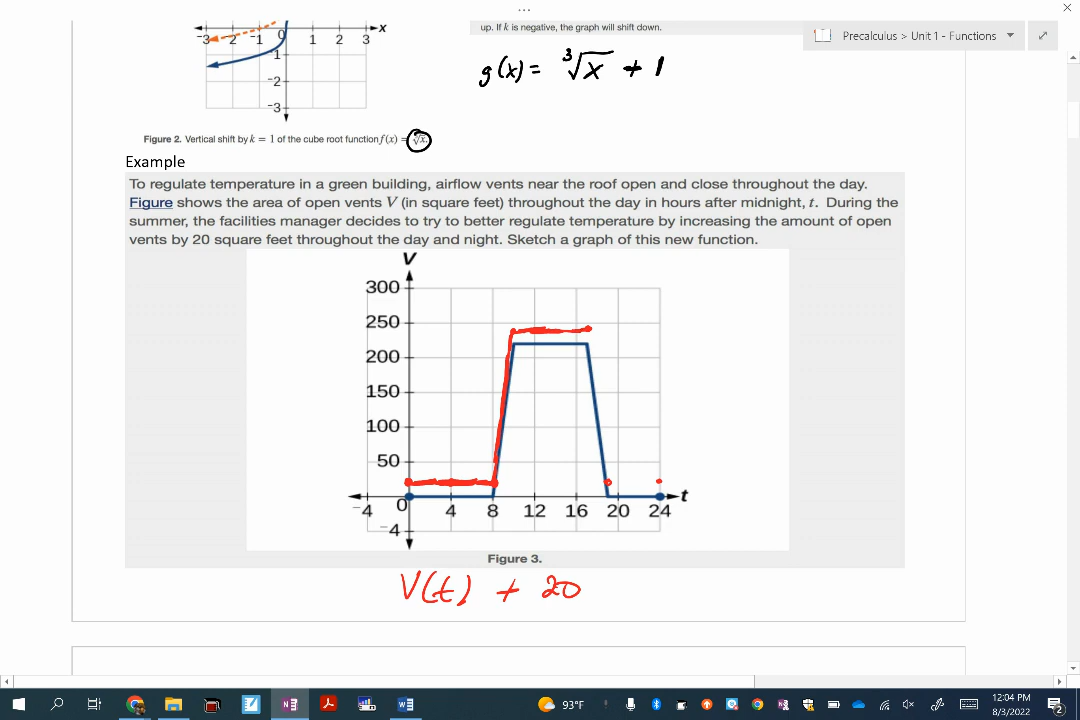 ...
×
up. If k is negative, the graph will shift down.
Precalculus > Unit 1 - Functions
x
-3 2 -1 0 1 2 3
1
-2
-3
g(x) = ∛x + 1
Figure 2. Vertical shift by k = 1 of the cube root function f(x) = ∛x.
Example
To regulate temperature in a green building, airflow vents near the roof open and close throughout the day.
Figure shows the area of open vents V (in square feet) throughout the day in hours after midnight, t. During the
summer, the facilities manager decides to try to better regulate temperature by increasing the amount of open
vents by 20 square feet throughout the day and night. Sketch a graph of this new function.
V
300
250
200
150
100
50
t
-4 0 4 8 12 16 20 24
-4
Figure 3.
V(t) + 20
93°F
12:04 PM
8/3/2022
2